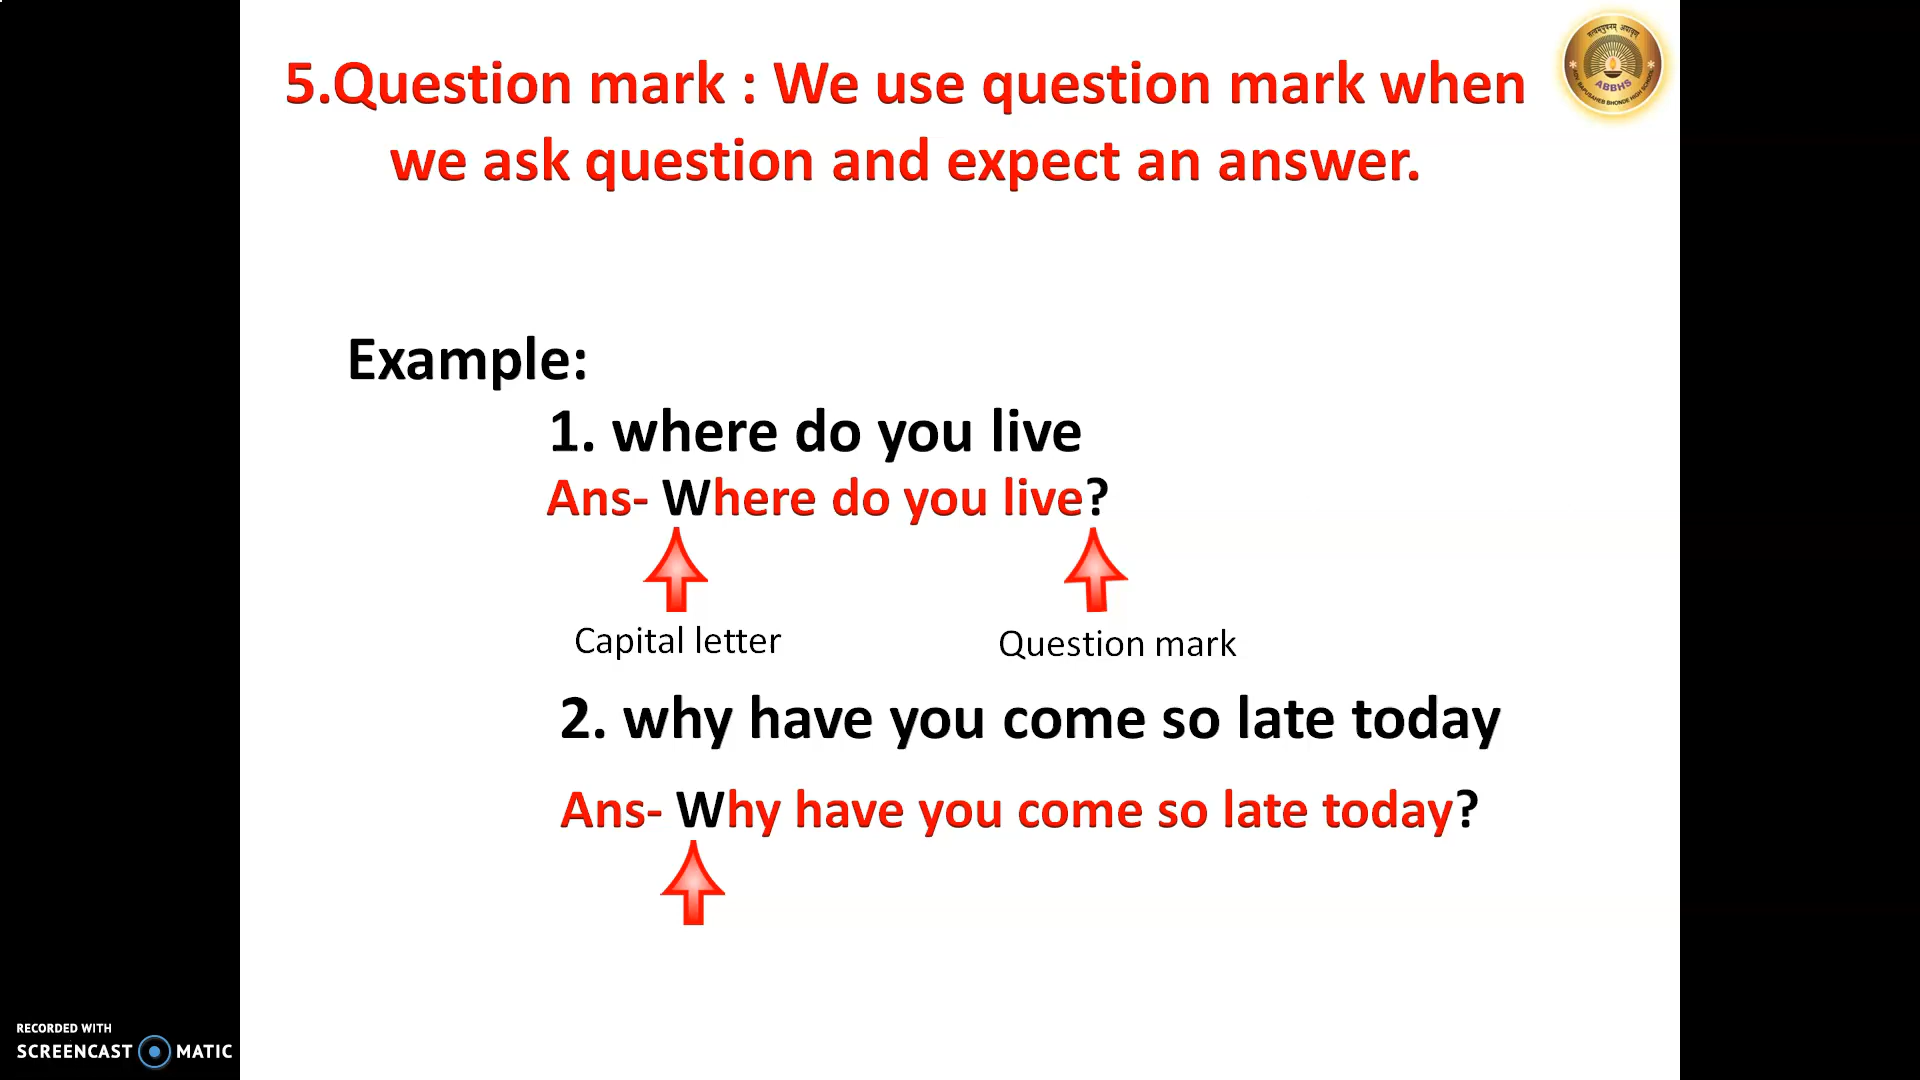 5.Question mark : We use question mark when
we ask question and expect an answer.
ABBHS
Example:
1. where do you live
Ans- Where do you live?
Capital letter
Question mark
2. why have you come so late today
Ans- Why have you come so late today?
RECORDED WITH
SCREENCAST MATIC